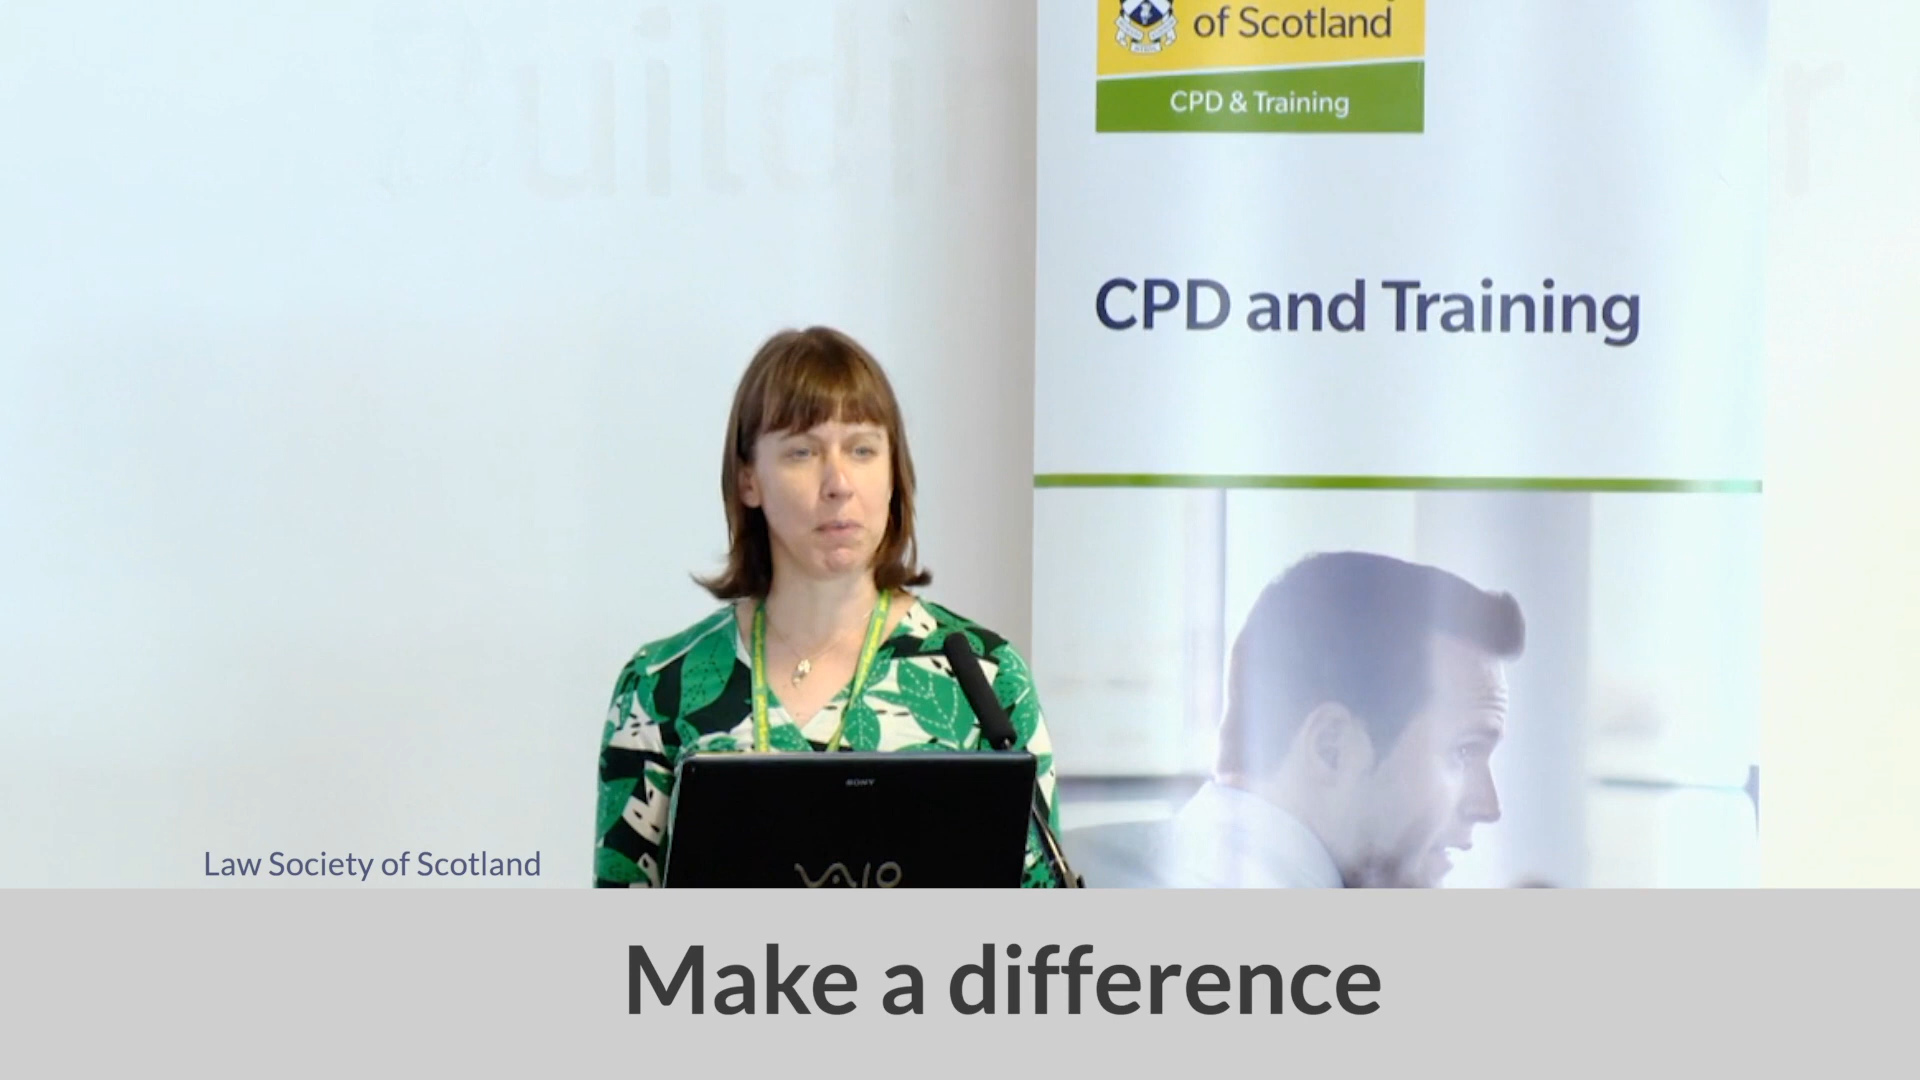 of Scotland
CPD & Training
CPD and Training
SONY
VAIO
Law Society of Scotland
Make a difference